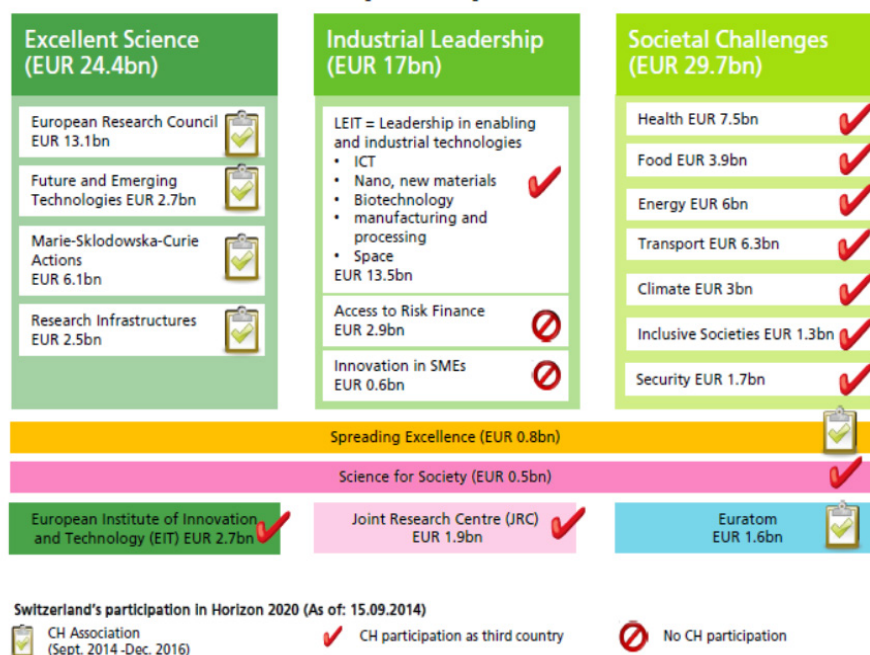 Excellent Science
(EUR 24.4bn)
European Research Council
EUR 13.1bn
Future and Emerging
Technologies EUR 2.7bn
Marie-Sklodowska-Curie
Actions
EUR 6.1bn
Research Infrastructures
EUR 2.5bn
Industrial Leadership
(EUR 17bn)
LEIT = Leadership in enabling
and industrial technologies
• ICT
• Nano, new materials
• Biotechnology
• manufacturing and
processing
• Space
EUR 13.5bn
Access to Risk Finance
EUR 2.9bn
Innovation in SMEs
EUR 0.6bn
Societal Challenges
(EUR 29.7bn)
Health EUR 7.5bn
Food EUR 3.9bn
Energy EUR 6bn
Transport EUR 6.3bn
Climate EUR 3bn
Inclusive Societies EUR 1.3bn
Security EUR 1.7bn
Spreading Excellence (EUR 0.8bn)
Science for Society (EUR 0.5bn)
European Institute of Innovation
and Technology (EIT) EUR 2.7bn
Joint Research Centre (JRC)
EUR 1.9bn
Euratom
EUR 1.6bn
Switzerland's participation in Horizon 2020 (As of: 15.09.2014)
CH Association
(Sept. 2014 -Dec. 2016)
CH participation as third country
No CH participation